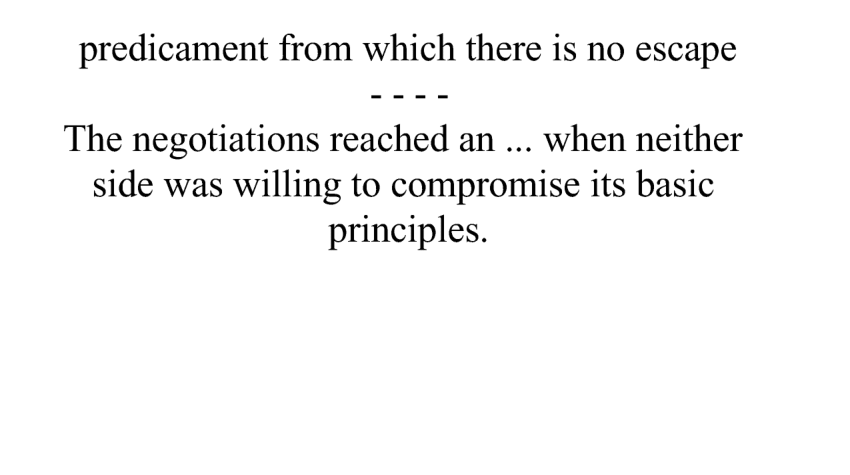 predicament from which there is no escape
- - - -
The negotiations reached an ... when neither
side was willing to compromise its basic
principles.